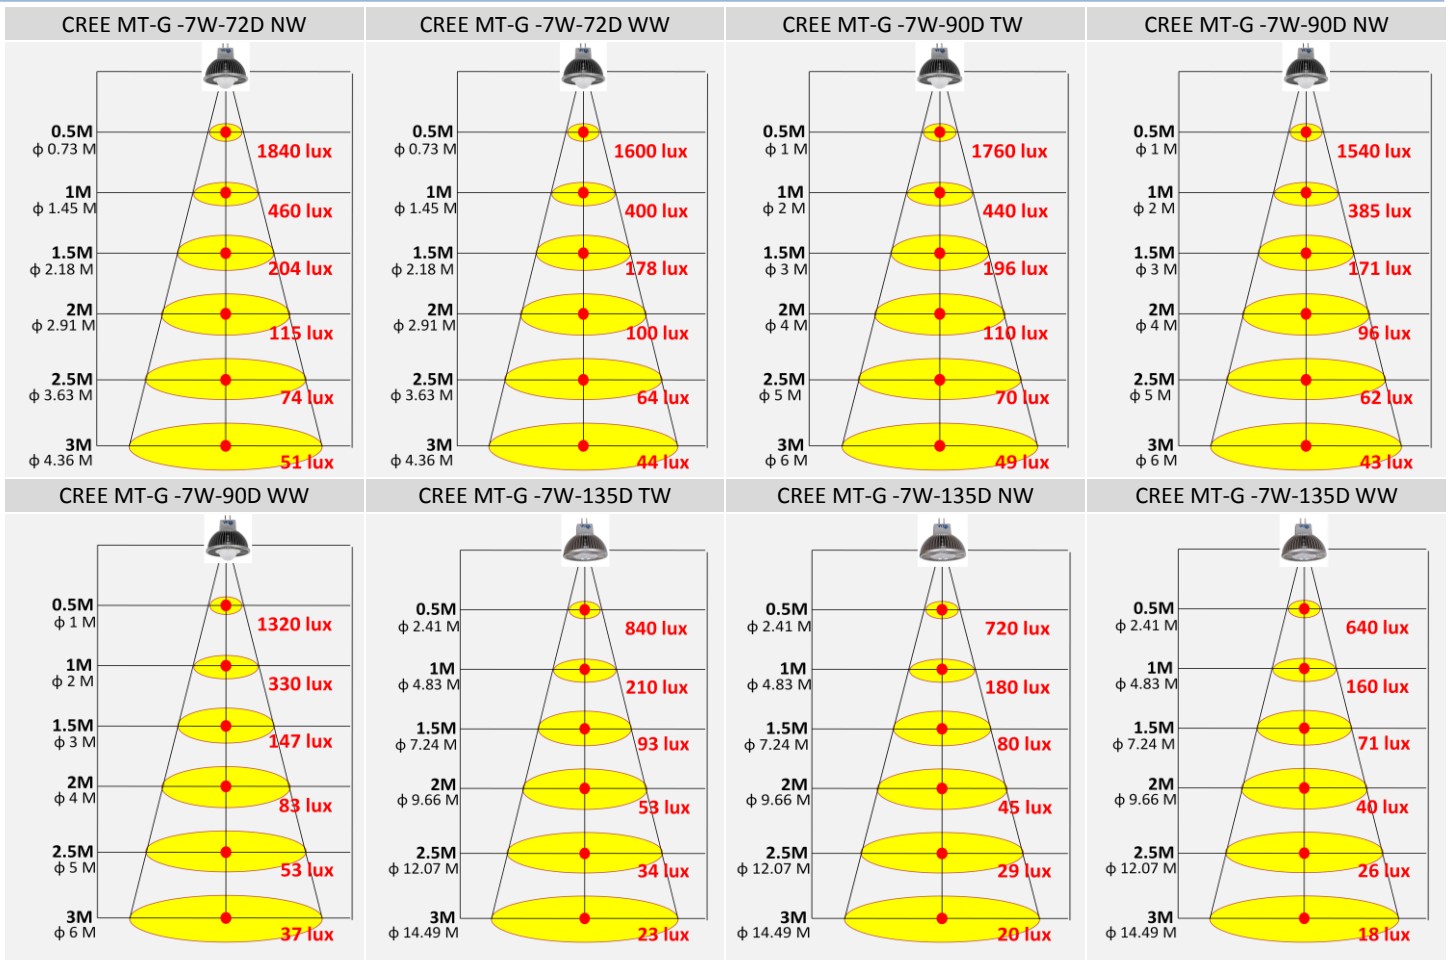 CREE MT-G -7W-72D NW
0.5M
ϕ 0.73 M
1840 lux
1M
ϕ 1.45 M
460 lux
1.5M
ϕ 2.18 M
204 lux
2M
ϕ 2.91 M
115 lux
2.5M
ϕ 3.63 M
74 lux
3M
ϕ 4.36 M
51 lux
CREE MT-G -7W-72D WW
0.5M
ϕ 0.73 M
1600 lux
1M
ϕ 1.45 M
400 lux
1.5M
ϕ 2.18 M
178 lux
2M
ϕ 2.91 M
100 lux
2.5M
ϕ 3.63 M
64 lux
3M
ϕ 4.36 M
44 lux
CREE MT-G -7W-90D TW
0.5M
ϕ 1 M
1760 lux
1M
ϕ 2 M
440 lux
1.5M
ϕ 3 M
196 lux
2M
ϕ 4 M
110 lux
2.5M
ϕ 5 M
70 lux
3M
ϕ 6 M
49 lux
CREE MT-G -7W-90D NW
0.5M
ϕ 1 M
1540 lux
1M
ϕ 2 M
385 lux
1.5M
ϕ 3 M
171 lux
2M
ϕ 4 M
96 lux
2.5M
ϕ 5 M
62 lux
3M
ϕ 6 M
43 lux
CREE MT-G -7W-90D WW
0.5M
ϕ 1 M
1320 lux
1M
ϕ 2 M
330 lux
1.5M
ϕ 3 M
147 lux
2M
ϕ 4 M
83 lux
2.5M
ϕ 5 M
53 lux
3M
ϕ 6 M
37 lux
CREE MT-G -7W-135D TW
0.5M
ϕ 2.41 M
840 lux
1M
ϕ 4.83 M
210 lux
1.5M
ϕ 7.24 M
93 lux
2M
ϕ 9.66 M
53 lux
2.5M
ϕ 12.07 M
34 lux
3M
ϕ 14.49 M
23 lux
CREE MT-G -7W-135D NW
0.5M
ϕ 2.41 M
720 lux
1M
ϕ 4.83 M
180 lux
1.5M
ϕ 7.24 M
80 lux
2M
ϕ 9.66 M
45 lux
2.5M
ϕ 12.07 M
29 lux
3M
ϕ 14.49 M
20 lux
CREE MT-G -7W-135D WW
0.5M
ϕ 2.41 M
640 lux
1M
ϕ 4.83 M
160 lux
1.5M
ϕ 7.24 M
71 lux
2M
ϕ 9.66 M
40 lux
2.5M
ϕ 12.07 M
26 lux
3M
ϕ 14.49 M
18 lux